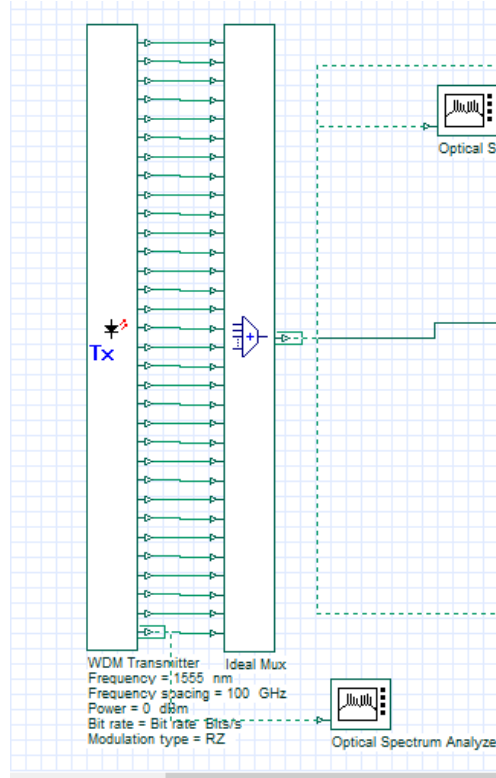 Optical S
Tx
WDM Transmitter
Ideal Mux
Frequency = 1555 nm
Frequency spacing = 100 GHz
Power = 0 dBm
Bit rate = Bit rate Bits/s
Modulation type = RZ
Optical Spectrum Analyze